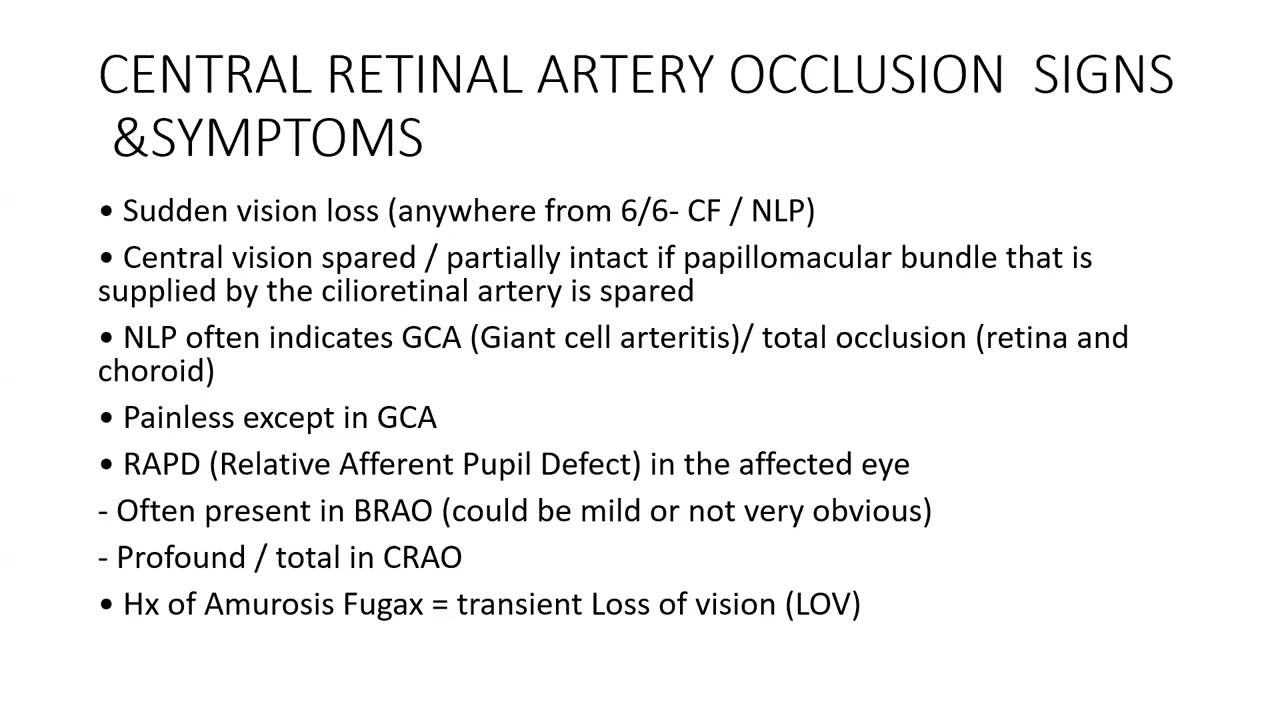 CENTRAL RETINAL ARTERY OCCLUSION  SIGNS
&SYMPTOMS
• Sudden vision loss (anywhere from 6/6- CF / NLP)
• Central vision spared / partially intact if papillomacular bundle that is
supplied by the cilioretinal artery is spared
• NLP often indicates GCA (Giant cell arteritis)/ total occlusion (retina and
choroid)
• Painless except in GCA
• RAPD (Relative Afferent Pupil Defect) in the affected eye
- Often present in BRAO (could be mild or not very obvious)
- Profound / total in CRAO
• Hx of Amurosis Fugax = transient Loss of vision (LOV)